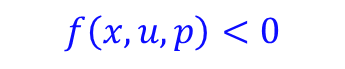 f(x, u, p) < 0